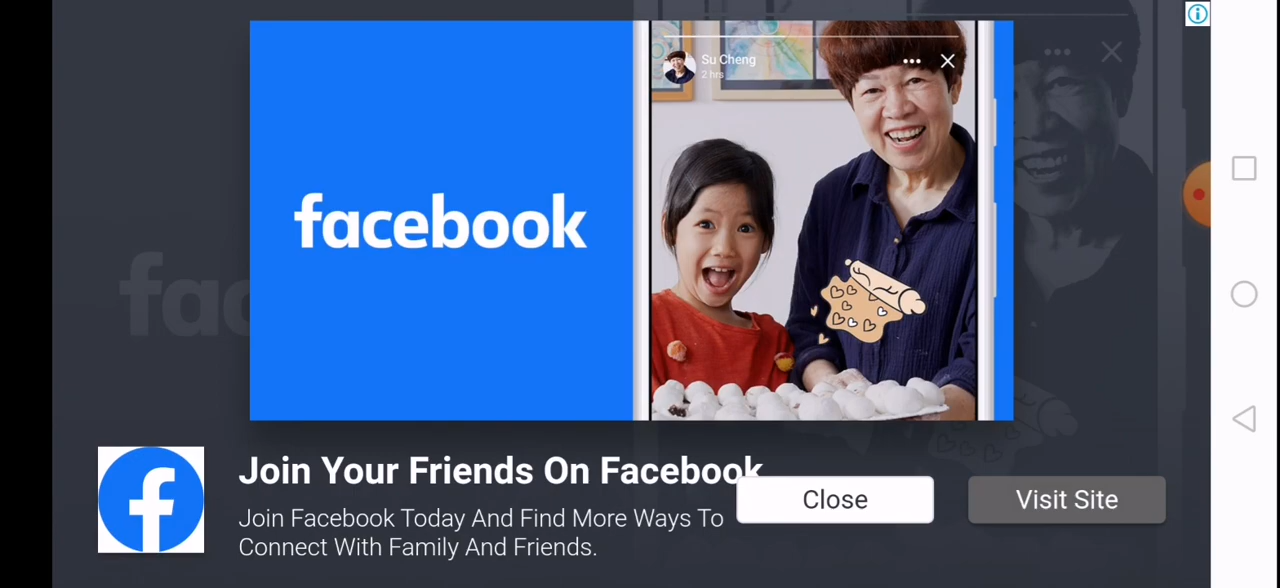 facebook
Su Cheng
2 hrs
fac
Join Your Friends On Facebook
Join Facebook Today And Find More Ways To
Connect With Family And Friends.
Close
Visit Site